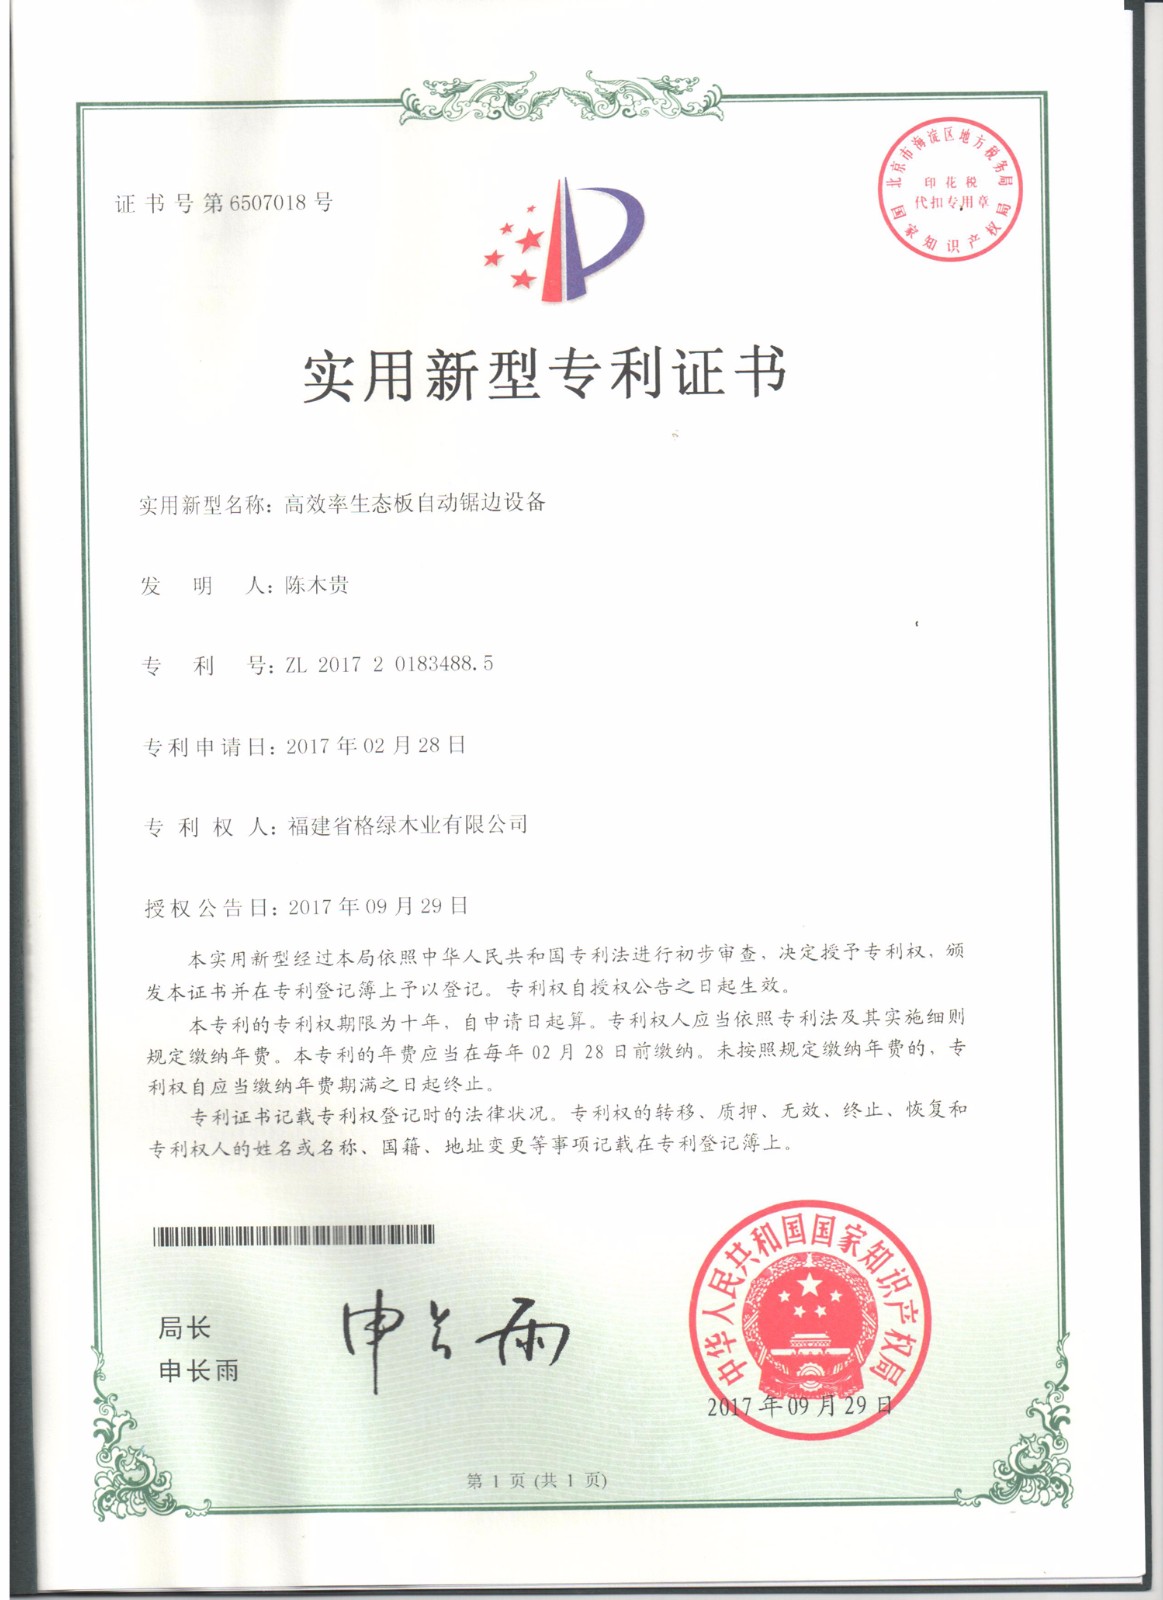 证书号第6507018号
北京市海淀区地方税务局
印花税
代扣专用章
国家知识产权局
实用新型专利证书
实用新型名称：高效率生态板自动锯边设备
发明人：陈木贵
专利号：ZL 2017 2 0183488.5
专利申请日：2017年02月28日
专利权人：福建省格绿木业有限公司
授权公告日：2017年09月29日
本实用新型经过本局依照中华人民共和国专利法进行初步审查，决定授予专利权，颁
发本证书并在专利登记簿上予以登记。专利权自授权公告之日起生效。
本专利的专利权期限为十年，自申请日起算。专利权人应当依照专利法及其实施细则
规定缴纳年费。本专利的年费应当在每年02月28日前缴纳。未按照规定缴纳年费的，专
利权自应当缴纳年费期满之日起终止。
专利证书记载专利权登记时的法律状况。专利权的转移、质押、无效、终止、恢复和
专利权人的姓名或名称、国籍、地址变更等事项记载在专利登记簿上。
局长
申长雨
申长雨
中华人民共和国国家知识产权局
2017年09月29日
第1页(共1页)